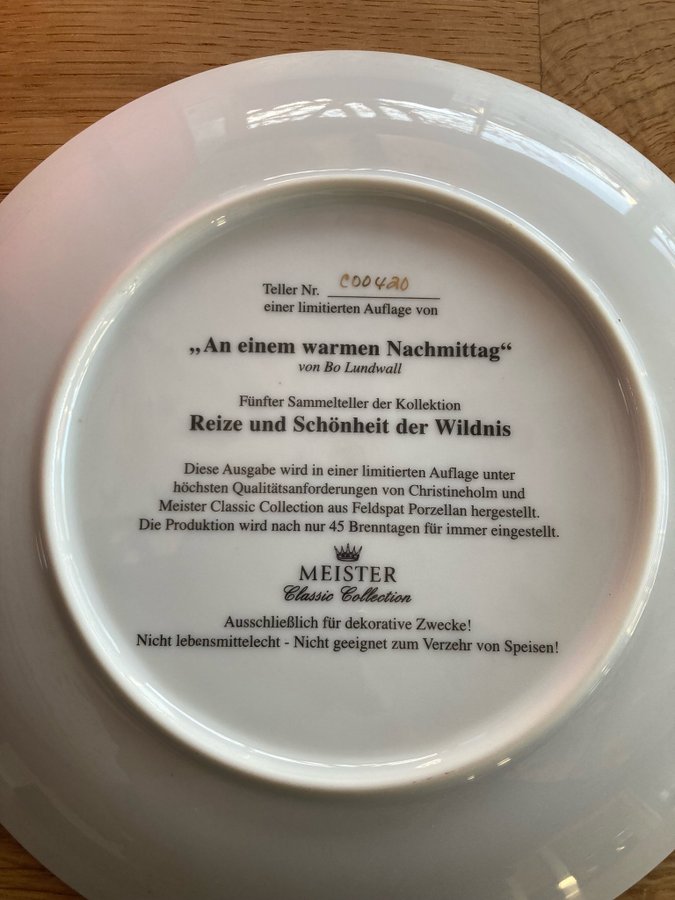 Teller Nr. C00420
einer limitierten Auflage von
„An einem warmen Nachmittag“
von Bo Lundwall
Fünfter Sammelteller der Kollektion
Reize und Schönheit der Wildnis
Diese Ausgabe wird in einer limitierten Auflage unter
höchsten Qualitätsanforderungen von Christineholm und
Meister Classic Collection aus Feldspat Porzellan hergestellt.
Die Produktion wird nach nur 45 Brenntagen für immer eingestellt.
MEISTER
Classic Collection
Ausschließlich für dekorative Zwecke!
Nicht lebensmittelecht - Nicht geeignet zum Verzehr von Speisen!